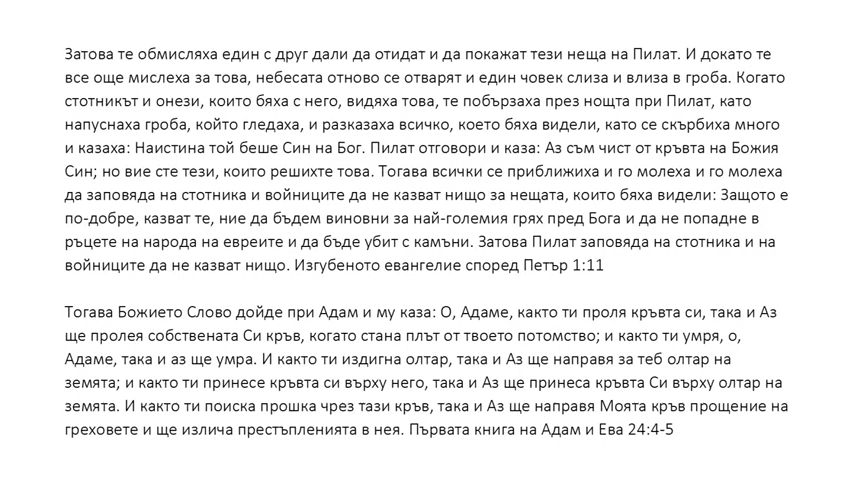 Затова те обмисляха един с друг дали да отидат и да покажат тези неща на Пилат. И докато те
все още мислеха за това, небесата отново се отварят и един човек слиза и влиза в гроба. Когато
стотникът и онези, които бяха с него, видяха това, те побързаха през нощта при Пилат, като
напуснаха гроба, който гледаха, и разказаха всичко, което бяха видели, като се скърбиха много
и казаха: Наистина той беше Син на Бог. Пилат отговори и каза: Аз съм чист от кръвта на Божия
Син; но вие сте тези, които решихте това. Тогава всички се приближиха и го молеха и го молеха
да заповяда на стотника и войниците да не казват нищо за нещата, които бяха видели: Защото е
по-добре, казват те, ние да бъдем виновни за най-големия грях пред Бога и да не попадне в
ръцете на народа на евреите и да бъде убит с камъни. Затова Пилат заповяда на стотника и на
войниците да не казват нищо. Изгубеното евангелие според Петър 1:11
Тогава Божието Слово дойде при Адам и му каза: О, Адаме, както ти проля кръвта си, така и Аз
ще пролея собствената Си кръв, когато стана плът от твоето потомство; и както ти умря, о,
Адаме, така и аз ще умра. И както ти издигна олтар, така и Аз ще направя за теб олтар на
земята; и както ти принесе кръвта си върху него, така и Аз ще принеса кръвта Си върху олтар на
земята. И както ти поиска прошка чрез тази кръв, така и Аз ще направя Моята кръв прощение на
греховете и ще излича престъпленията в нея. Първата книга на Адам и Ева 24:4-5